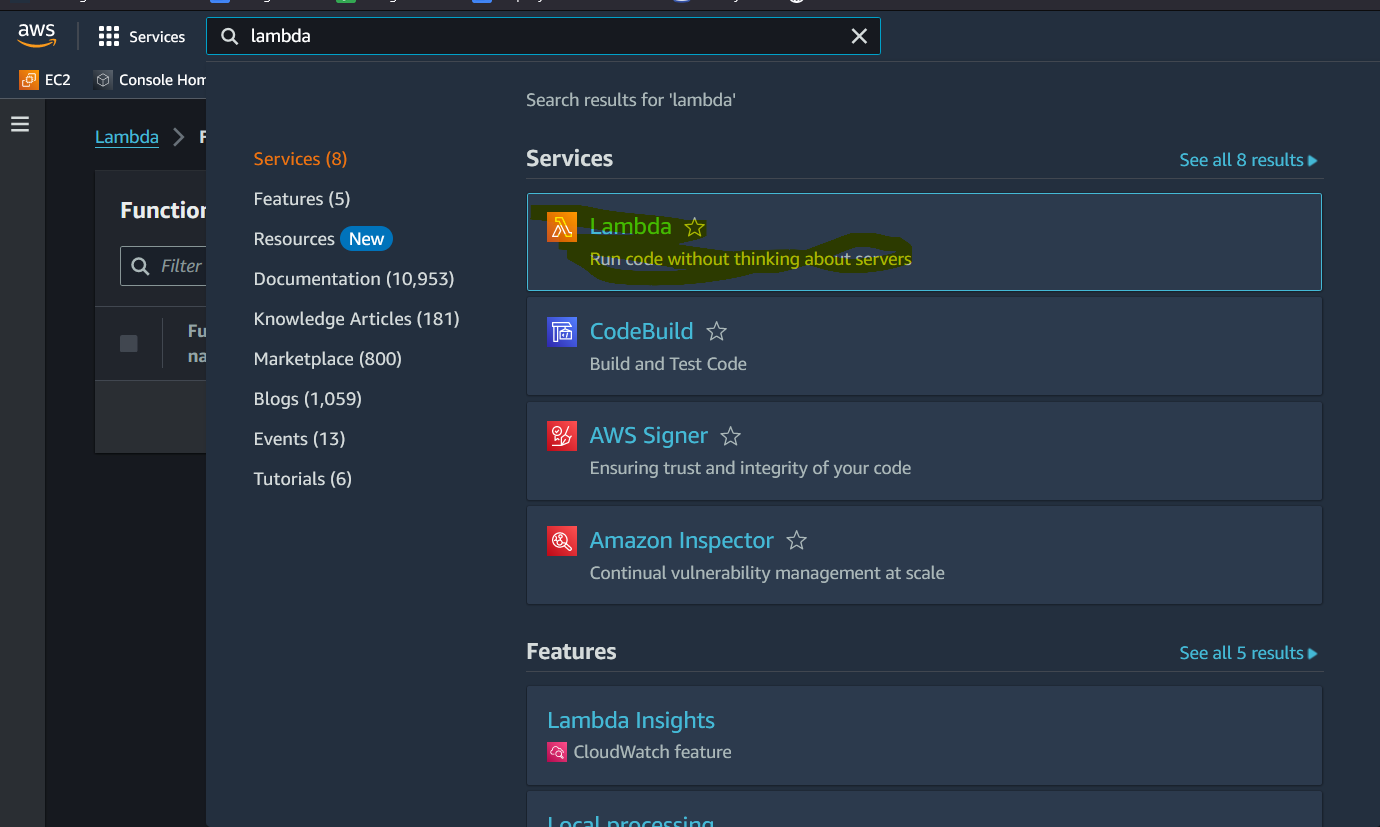 aws
Services
lambda
EC2
Console Hom
Lambda
Function
Filter
Fu
na
Search results for 'lambda'
Services (8)
Features (5)
Resources New
Documentation (10,953)
Knowledge Articles (181)
Marketplace (800)
Blogs (1,059)
Events (13)
Tutorials (6)
Services
See all 8 results
Lambda
Run code without thinking about servers
CodeBuild
Build and Test Code
AWS Signer
Ensuring trust and integrity of your code
Amazon Inspector
Continual vulnerability management at scale
Features
See all 5 results
Lambda Insights
CloudWatch feature
Local processing